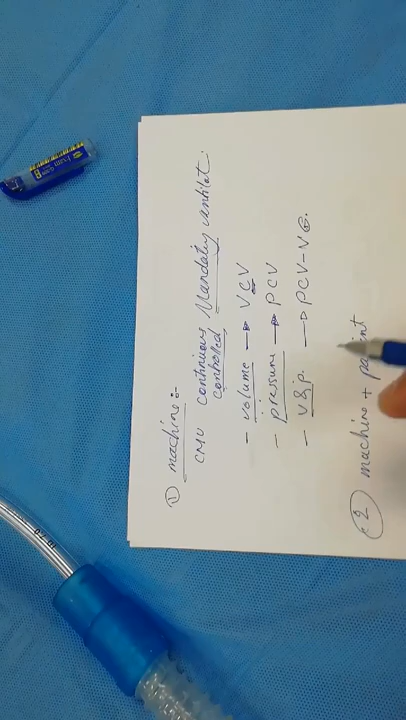 ① machine :-
CMV continuous Mandatory ventilat.
controlled
- volume → VCV
- pressure → PCV
- V&P. → PCV-VG.
② machine + patient